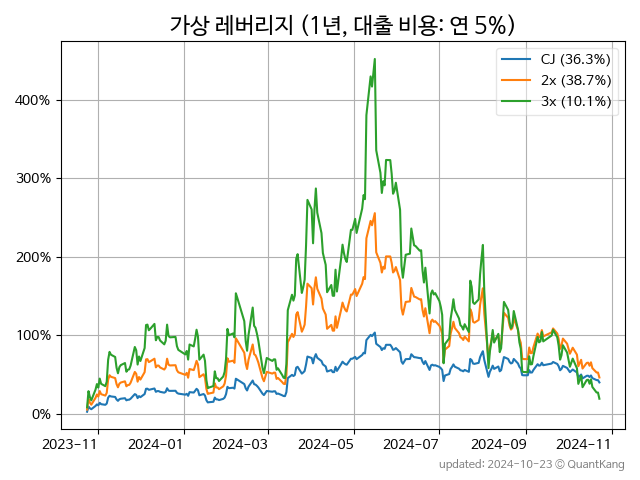 가상 레버리지 (1년, 대출 비용: 연 5%)
CJ (36.3%)
2x (38.7%)
3x (10.1%)
400%
300%
200%
100%
0%
2023-11 2024-01 2024-03 2024-05 2024-07 2024-09 2024-11
updated: 2024-10-23 © QuantKang